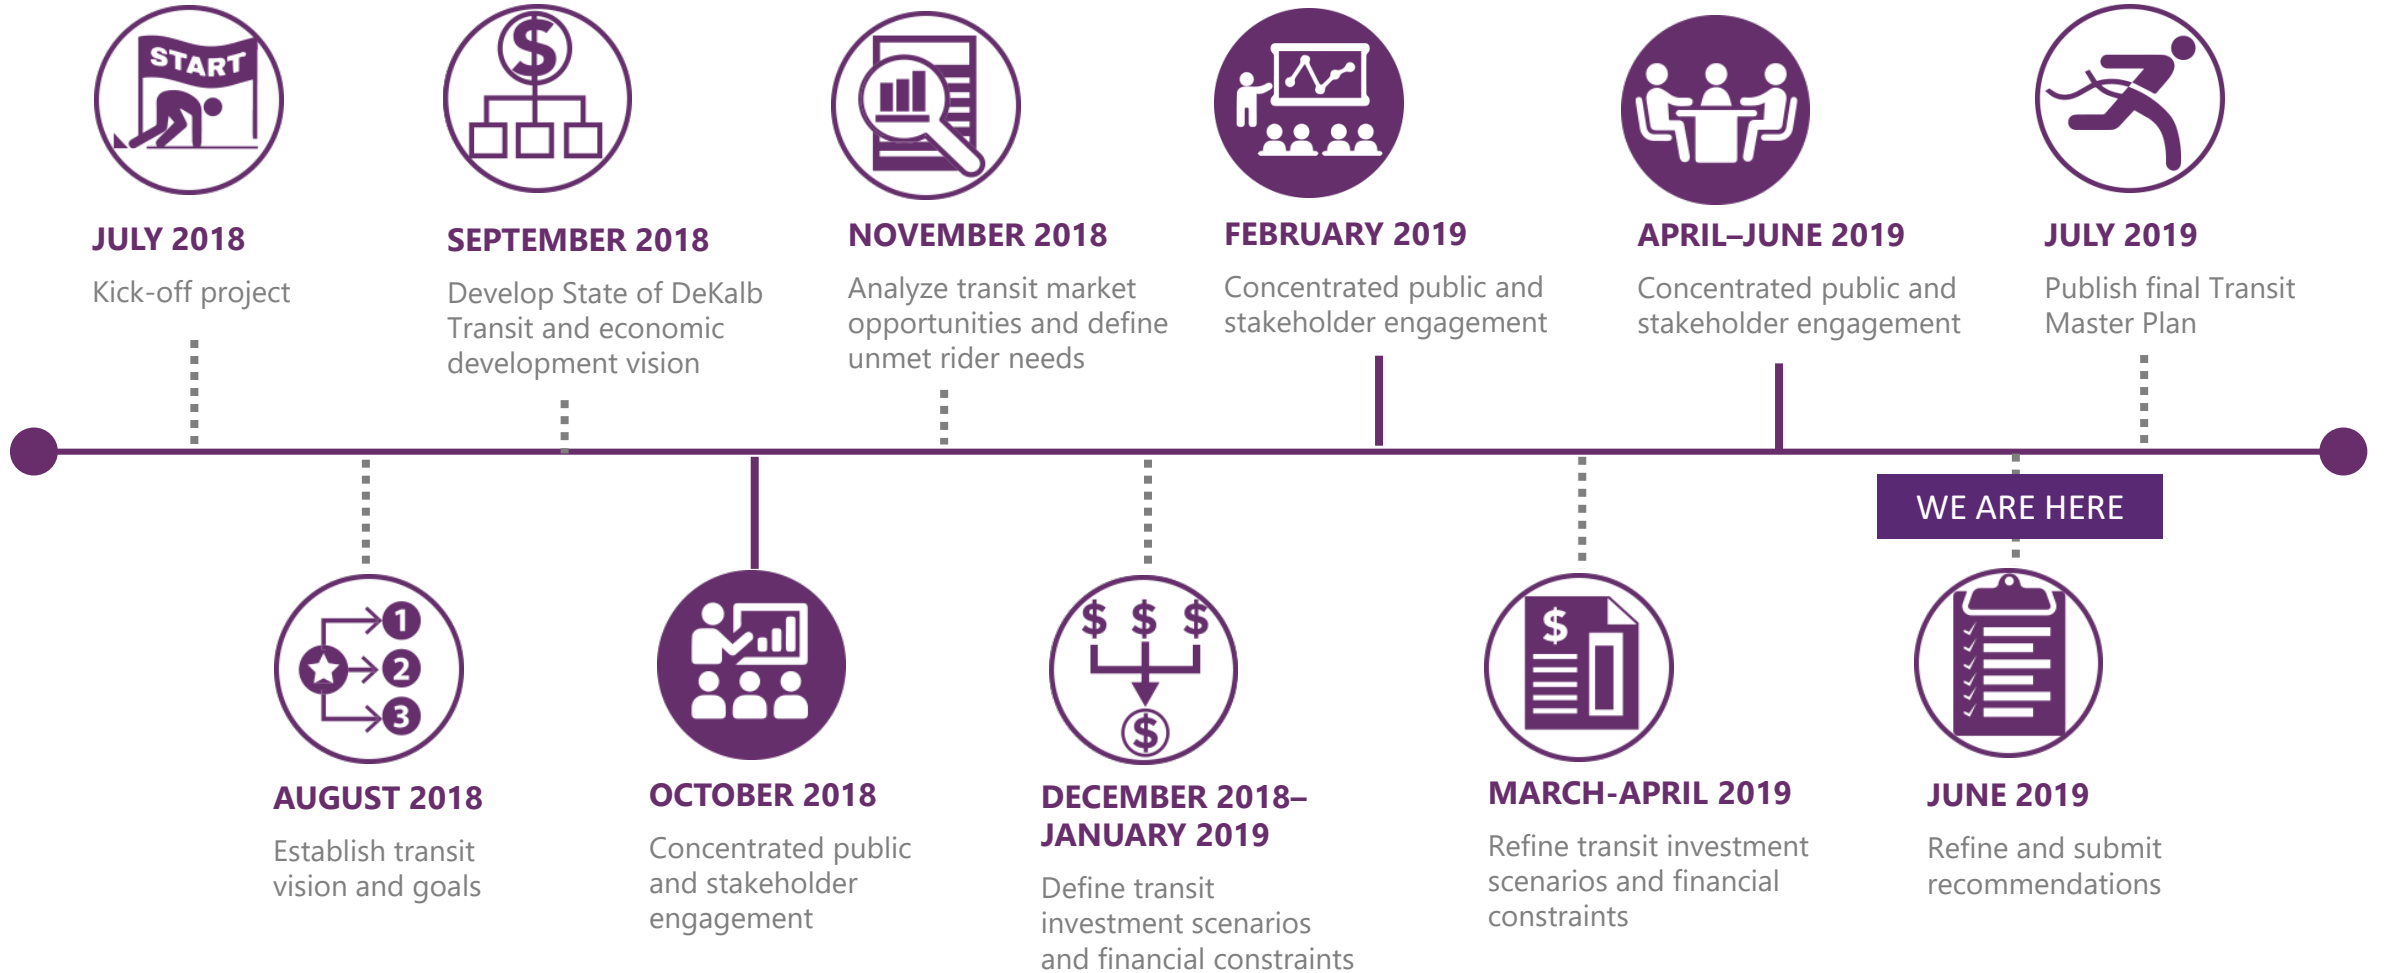 START
JULY 2018
Kick-off project
$
SEPTEMBER 2018
Develop State of DeKalb
Transit and economic
development vision
NOVEMBER 2018
Analyze transit market
opportunities and define
unmet rider needs
FEBRUARY 2019
Concentrated public and
stakeholder engagement
APRIL–JUNE 2019
Concentrated public and
stakeholder engagement
JULY 2019
Publish final Transit
Master Plan
WE ARE HERE
1
2
3
AUGUST 2018
Establish transit
vision and goals
OCTOBER 2018
Concentrated public
and stakeholder
engagement
$ $ $
$
DECEMBER 2018–
JANUARY 2019
Define transit
investment scenarios
and financial constraints
$
MARCH-APRIL 2019
Refine transit investment
scenarios and financial
constraints
JUNE 2019
Refine and submit
recommendations